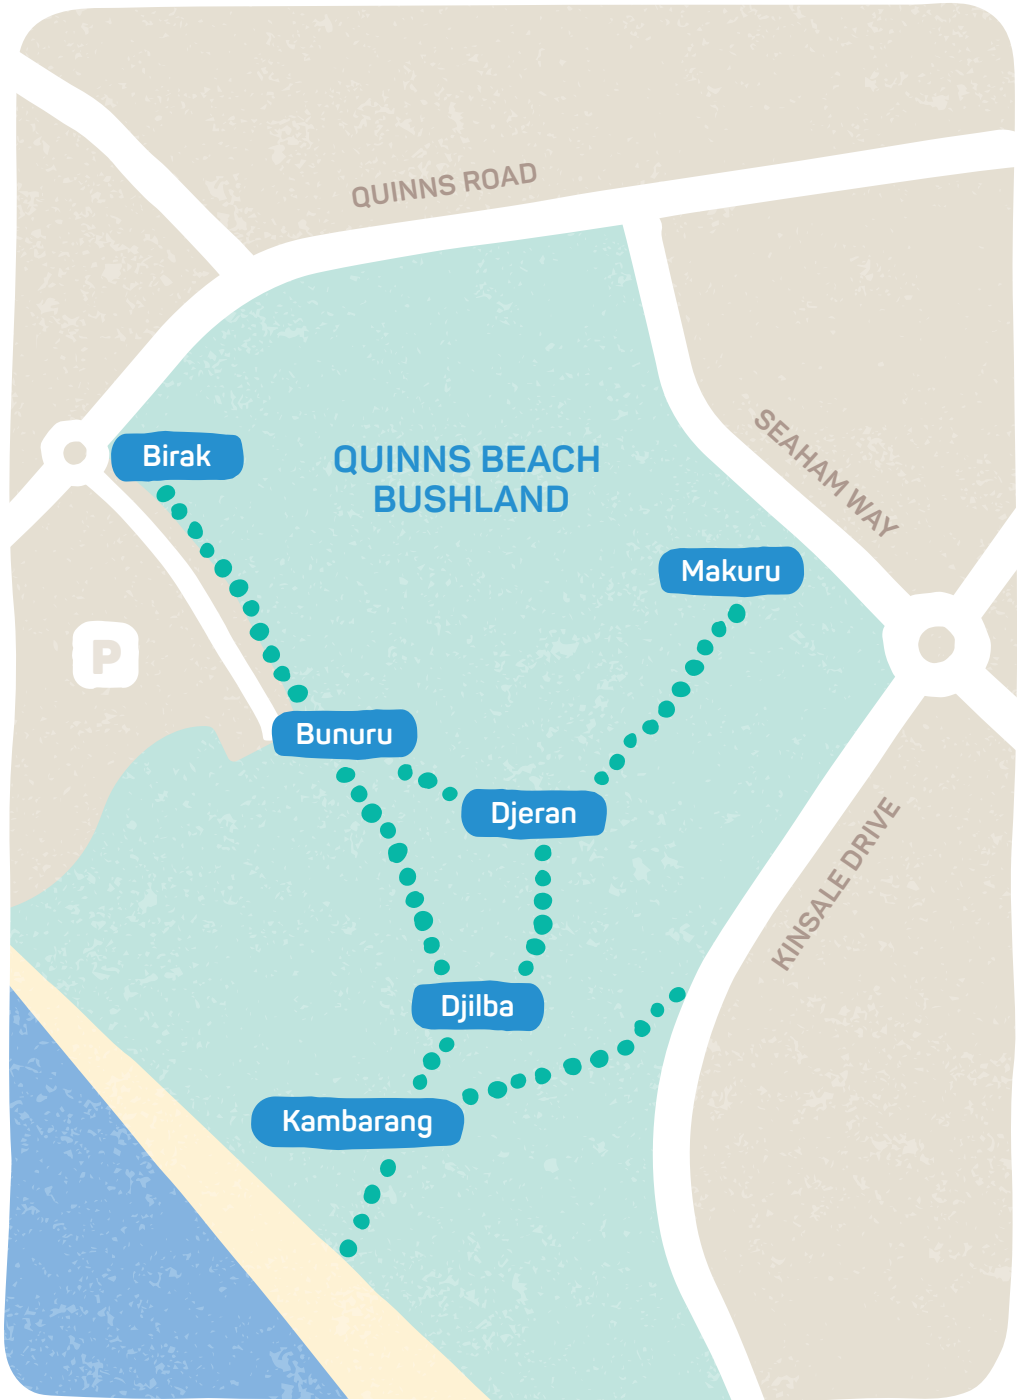 QUINNS ROAD
Birak
QUINNS BEACH
BUSHLAND
SEAHAM WAY
Makuru
P
Bunuru
Djeran
KINSALE DRIVE
Djilba
Kambarang